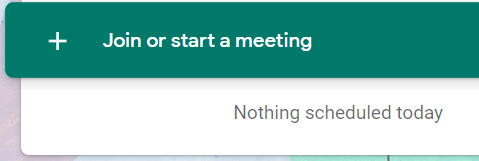 + Join or start a meeting
Nothing scheduled today